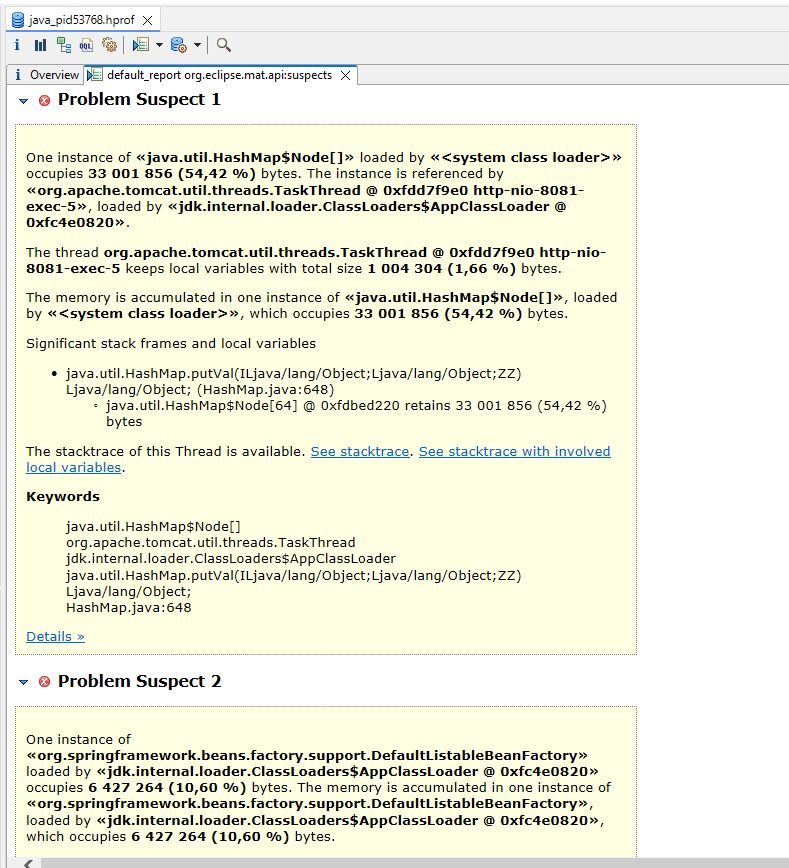 java_pid53768.hprof
Overview
default_report org.eclipse.mat.api:suspects
Problem Suspect 1
One instance of «java.util.HashMap$Node[]» loaded by «<system class loader>»
occupies 33 001 856 (54,42 %) bytes. The instance is referenced by
«org.apache.tomcat.util.threads.TaskThread @ 0xfdd7f9e0 http-nio-8081-
exec-5», loaded by «jdk.internal.loader.ClassLoaders$AppClassLoader @
0xfc4e0820».
The thread org.apache.tomcat.util.threads.TaskThread @ 0xfdd7f9e0 http-nio-
8081-exec-5 keeps local variables with total size 1 004 304 (1,66 %) bytes.
The memory is accumulated in one instance of «java.util.HashMap$Node[]», loaded
by «<system class loader>», which occupies 33 001 856 (54,42 %) bytes.
Significant stack frames and local variables
• java.util.HashMap.putVal(ILjava/lang/Object;Ljava/lang/Object;ZZ)
Ljava/lang/Object; (HashMap.java:648)
◦ java.util.HashMap$Node[64] @ 0xfdbed220 retains 33 001 856 (54,42 %)
bytes
The stacktrace of this Thread is available. See stacktrace. See stacktrace with involved
local variables.
Keywords
java.util.HashMap$Node[]
org.apache.tomcat.util.threads.TaskThread
jdk.internal.loader.ClassLoaders$AppClassLoader
java.util.HashMap.putVal(ILjava/lang/Object;Ljava/lang/Object;ZZ)
Ljava/lang/Object;
HashMap.java:648
Details »
Problem Suspect 2
One instance of
«org.springframework.beans.factory.support.DefaultListableBeanFactory»
loaded by «jdk.internal.loader.ClassLoaders$AppClassLoader @ 0xfc4e0820»
occupies 6 427 264 (10,60 %) bytes. The memory is accumulated in one instance of
«org.springframework.beans.factory.support.DefaultListableBeanFactory»,
loaded by «jdk.internal.loader.ClassLoaders$AppClassLoader @ 0xfc4e0820»,
which occupies 6 427 264 (10,60 %) bytes.